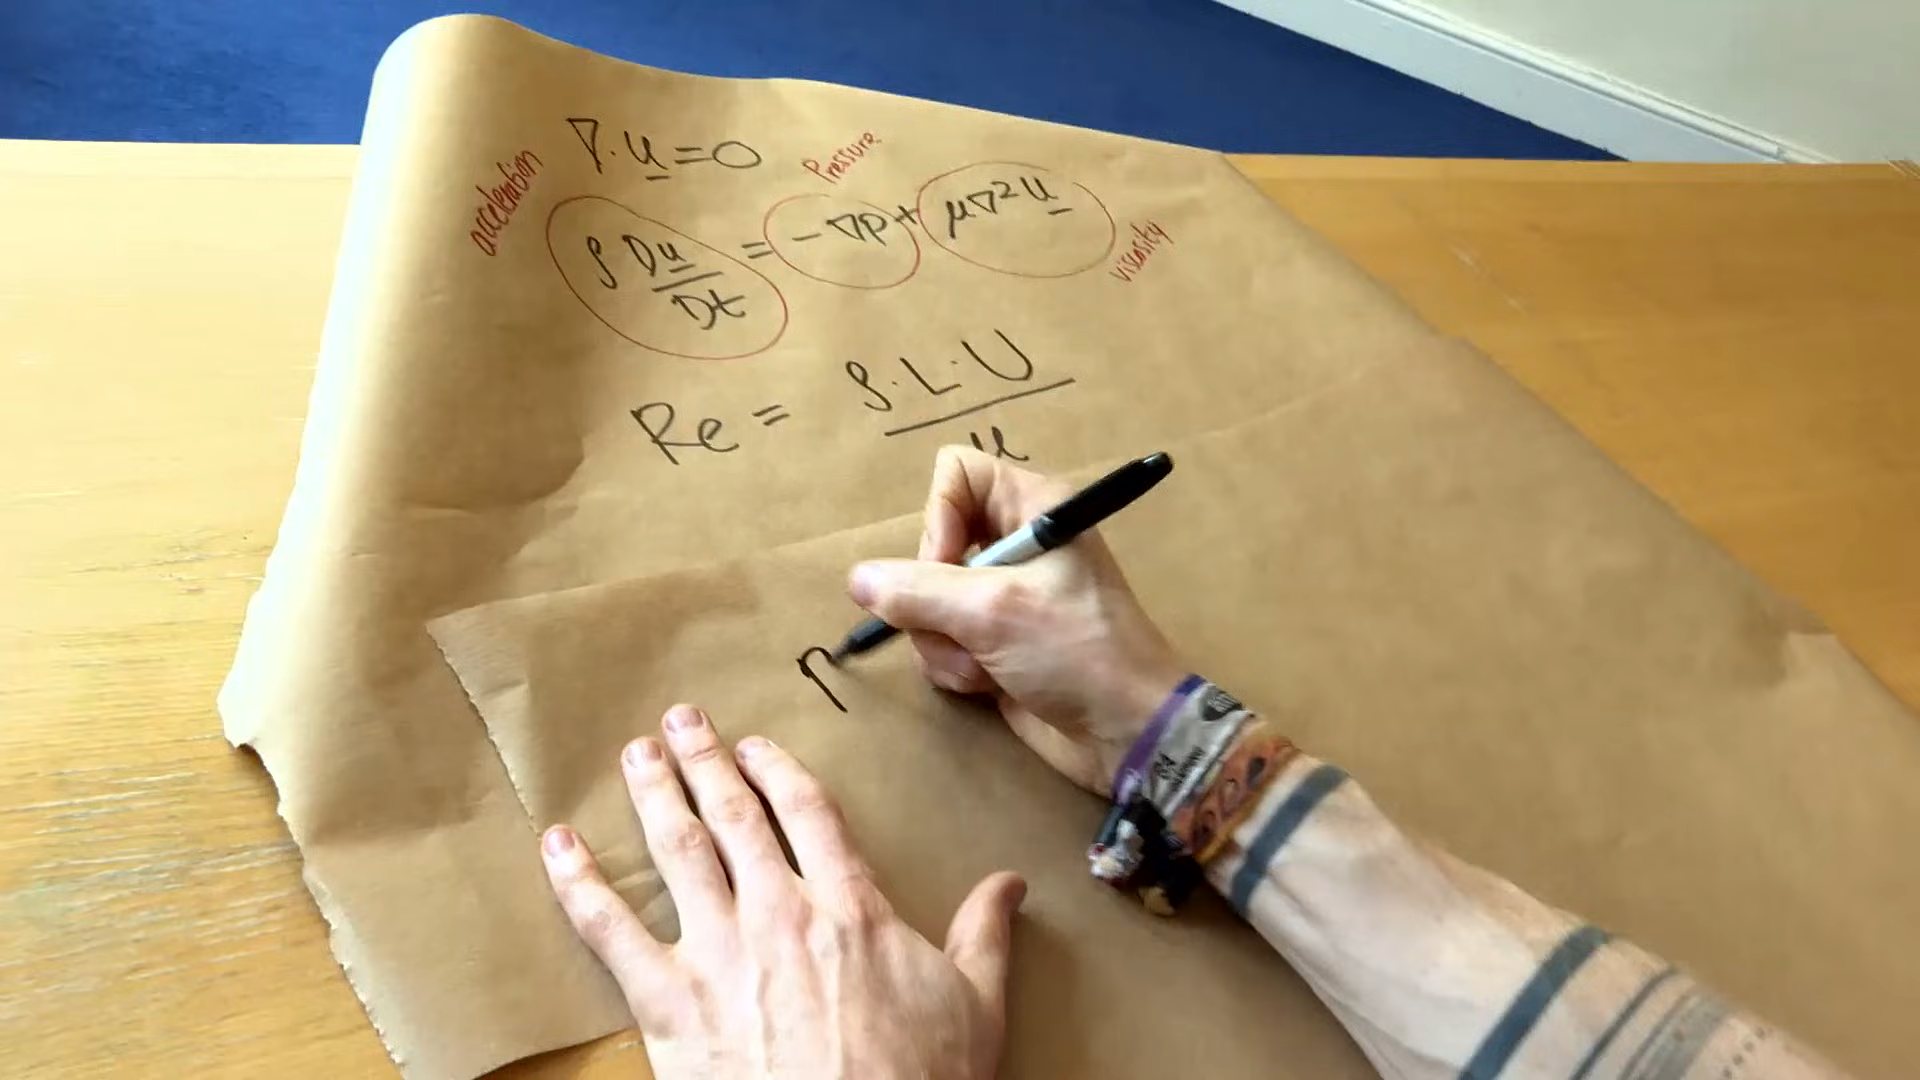 ∇·u=0
acceleration
Pressure
ρ Du/Dt = -∇p + μ∇²u
viscosity
Re = ρ·L·U/μ